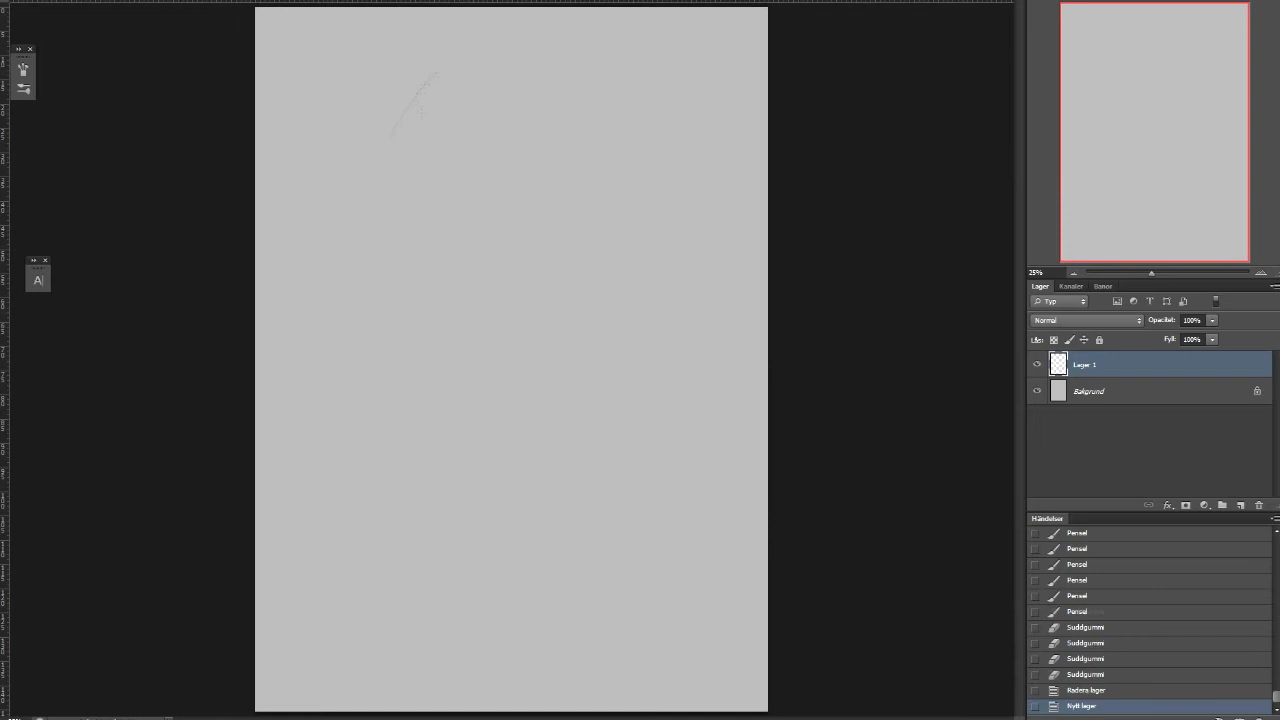 A|
25%
Lager Kanaler Banor
Typ
Normal Opacitet: 100%
Lås: Fyll: 100%
Lager 1
Bakgrund
fx
Händelser
Pensel
Pensel
Pensel
Pensel
Pensel
Pensel
Suddgummi
Suddgummi
Suddgummi
Suddgummi
Radera lager
Nytt lager